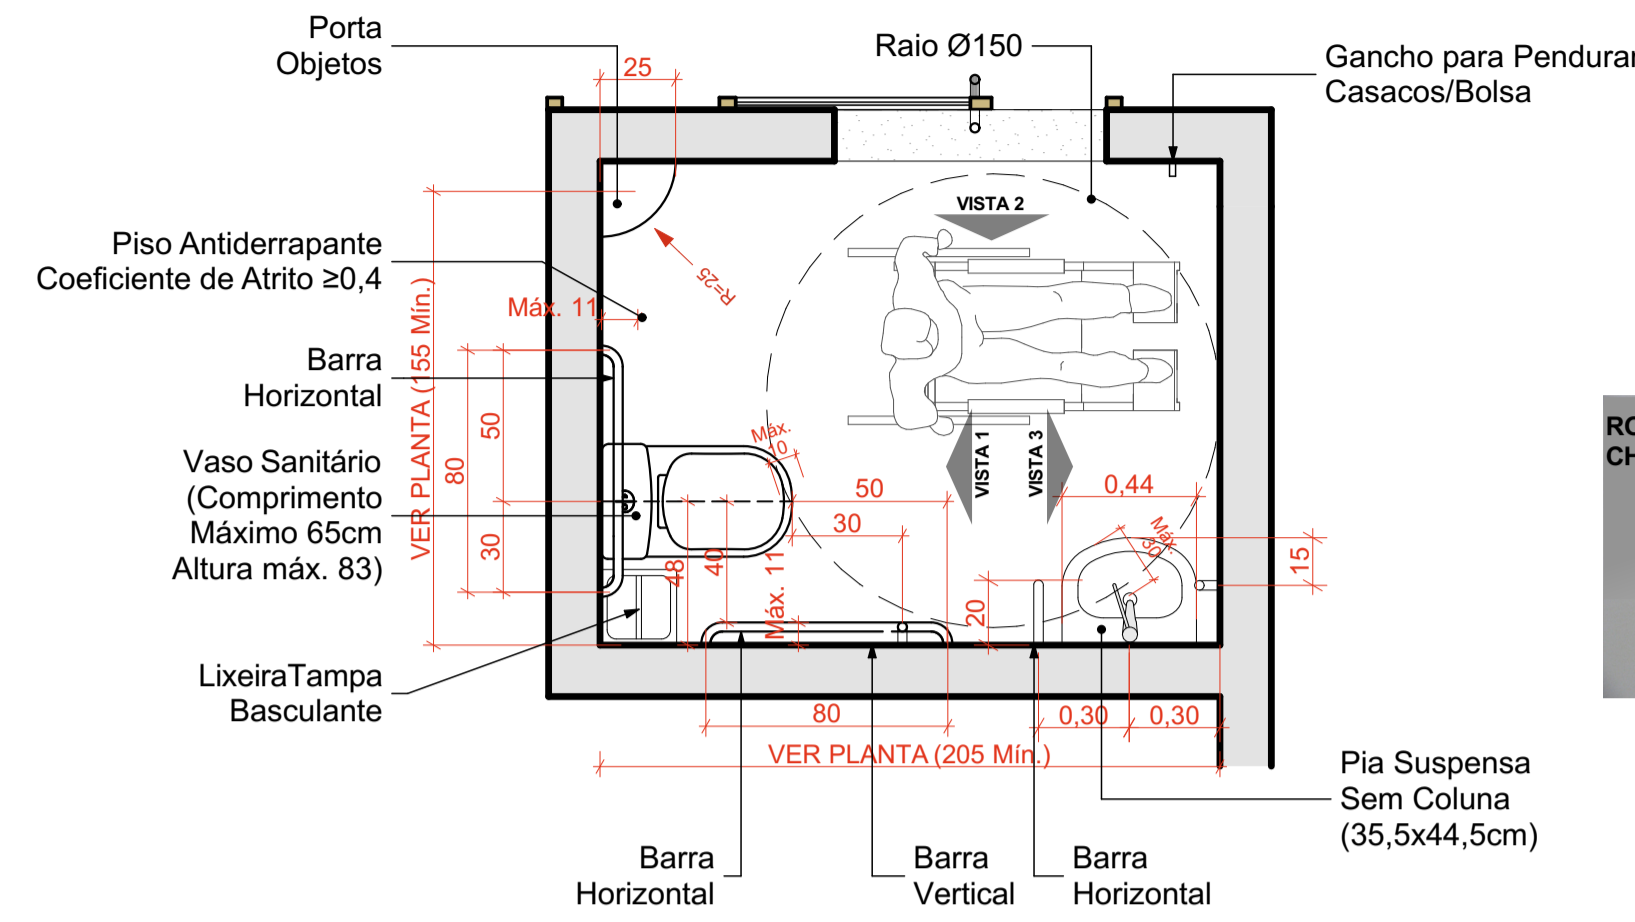 Porta
Objetos
25
Raio Ø150
Gancho para Pendurar
Casacos/Bolsa
VISTA 2
Piso Antiderrapante
Coeficiente de Atrito ≥0,4
R=25
Máx. 11
VER PLANTA (155 Mín.)
Barra
Horizontal
80
50
30
Vaso Sanitário
(Comprimento
Máximo 65cm
Altura máx. 83)
Máx.
10
50
30
48
40
Máx. 11
VISTA 1
VISTA 3
0,44
Máx.
30
15
20
RO
CH
LixeiraTampa
Basculante
80
0,30
0,30
VER PLANTA (205 Mín.)
Pia Suspensa
Sem Coluna
(35,5x44,5cm)
Barra
Horizontal
Barra
Vertical
Barra
Horizontal